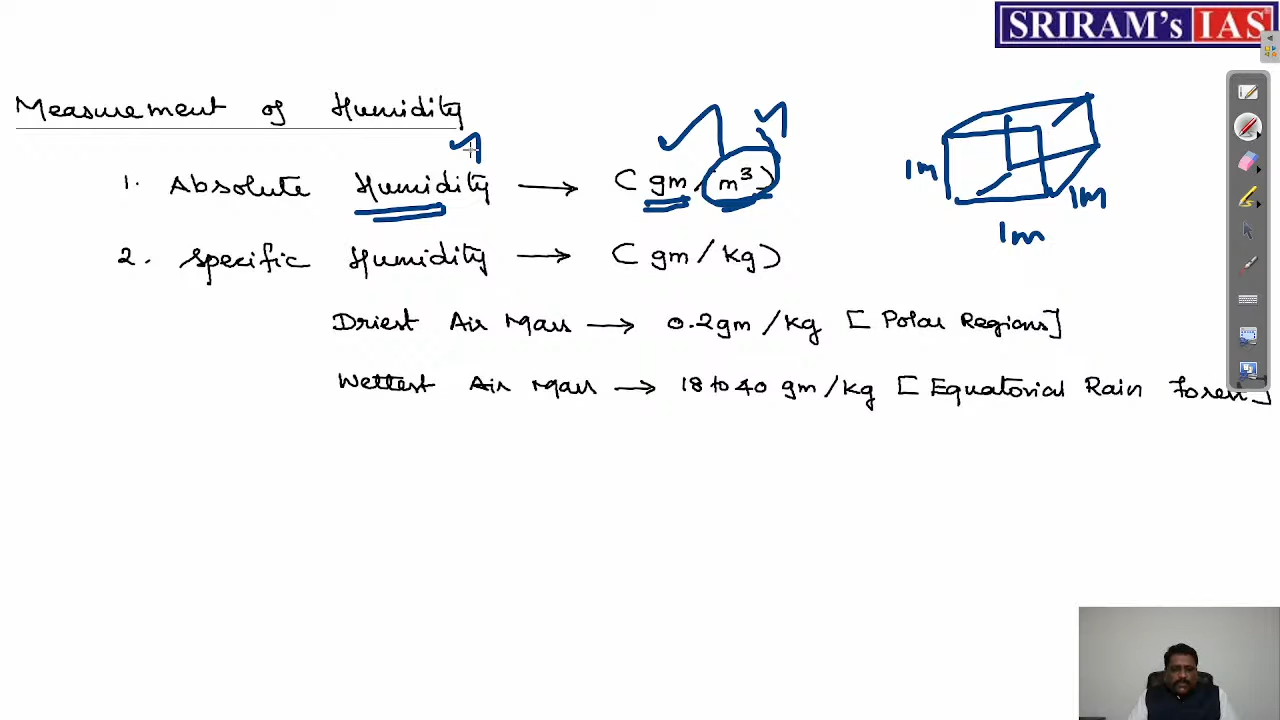 SRIRAM's IAS
Measurement of Humidity
1. Absolute Humidity → (gm/m³)
2. Specific Humidity → (gm/kg)
Driest Air Mass → 0.2gm/kg [Polar Regions]
Wettest Air Mass → 18 to 40 gm/kg [Equatorial Rain Forest]
1m
1m
1m